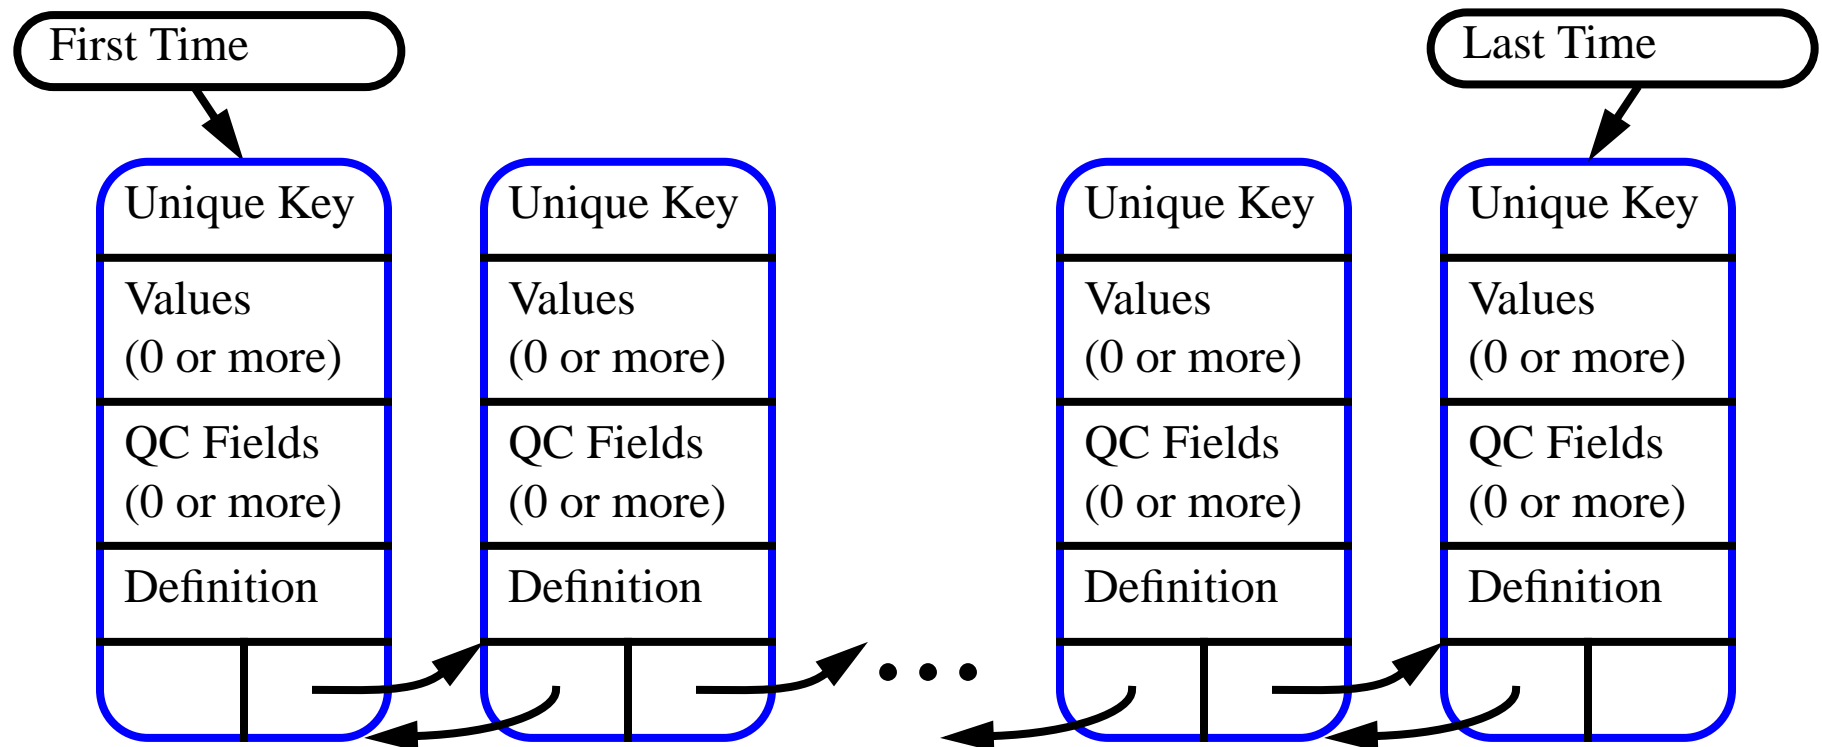 First Time
Last Time
Unique Key
Values
(0 or more)
QC Fields
(0 or more)
Definition
Unique Key
Values
(0 or more)
QC Fields
(0 or more)
Definition
Unique Key
Values
(0 or more)
QC Fields
(0 or more)
Definition
Unique Key
Values
(0 or more)
QC Fields
(0 or more)
Definition